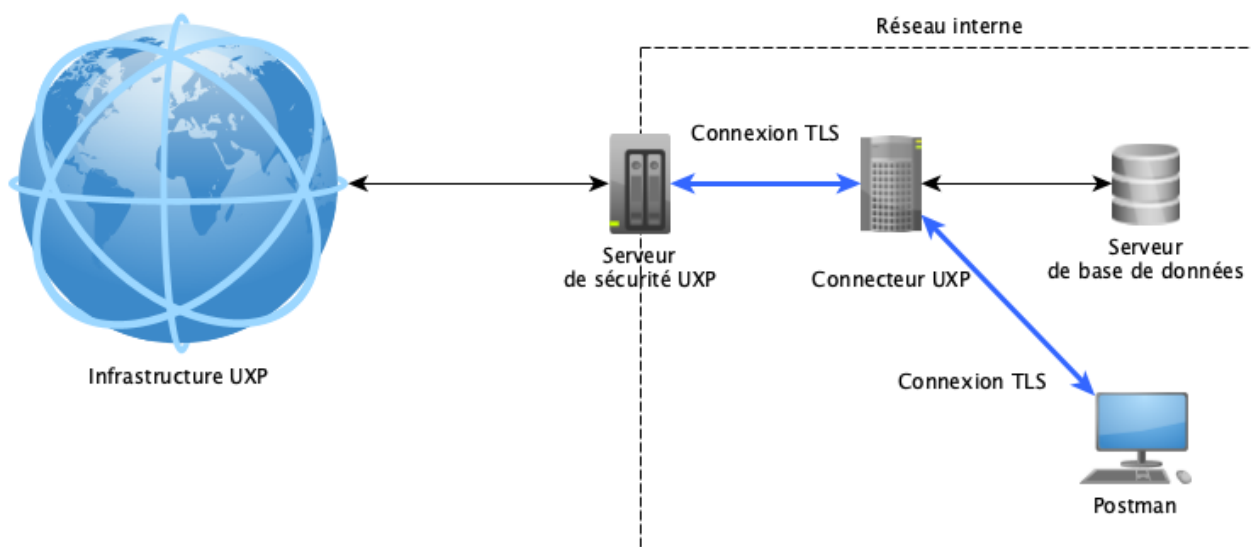 Réseau interne
Connexion TLS
Serveur
de sécurité UXP
Connecteur UXP
Serveur
de base de données
Infrastructure UXP
Connexion TLS
Postman